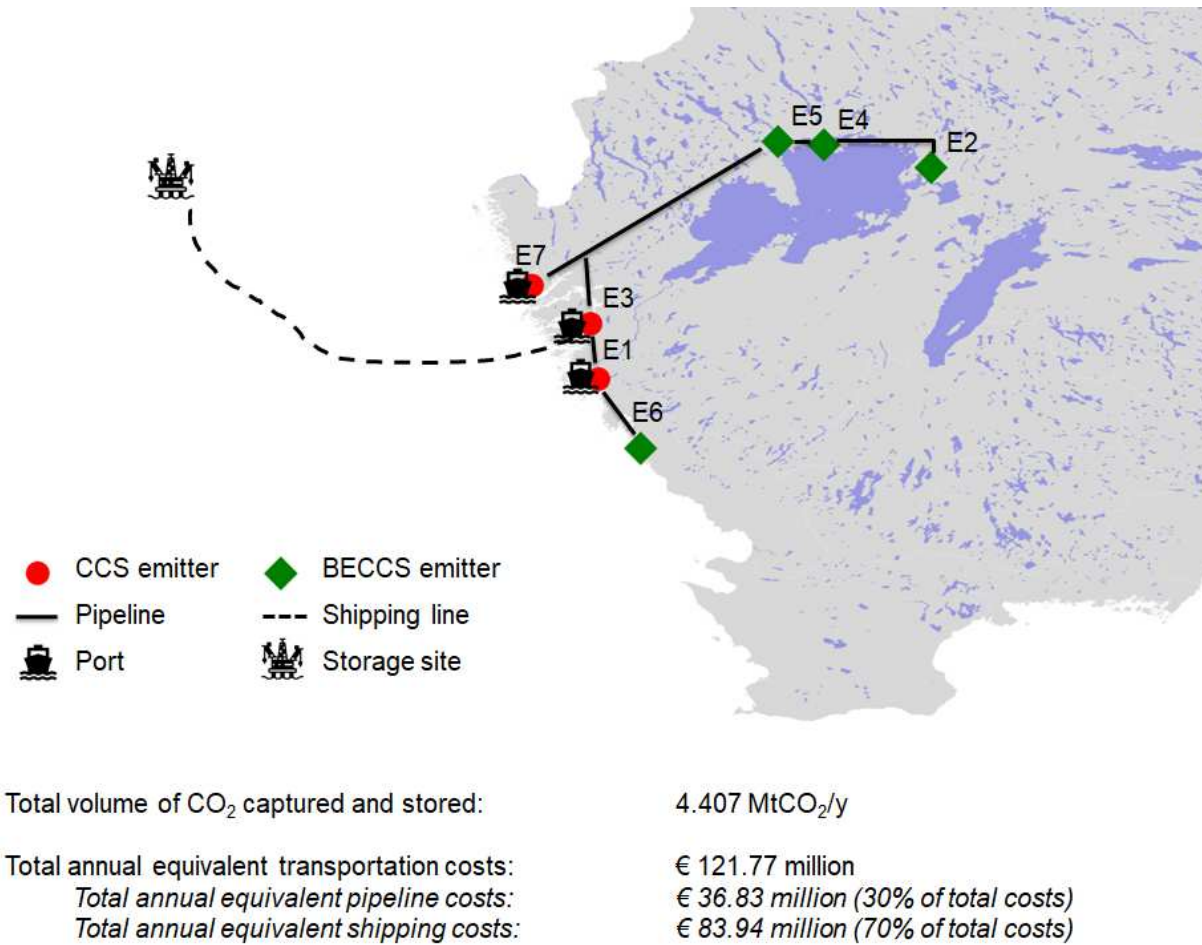 E5 E4
E2
E7
E3
E1
E6
CCS emitter BECCS emitter
Pipeline Shipping line
Port Storage site
Total volume of CO₂ captured and stored: 4.407 MtCO₂/y
Total annual equivalent transportation costs: € 121.77 million
Total annual equivalent pipeline costs: € 36.83 million (30% of total costs)
Total annual equivalent shipping costs: € 83.94 million (70% of total costs)